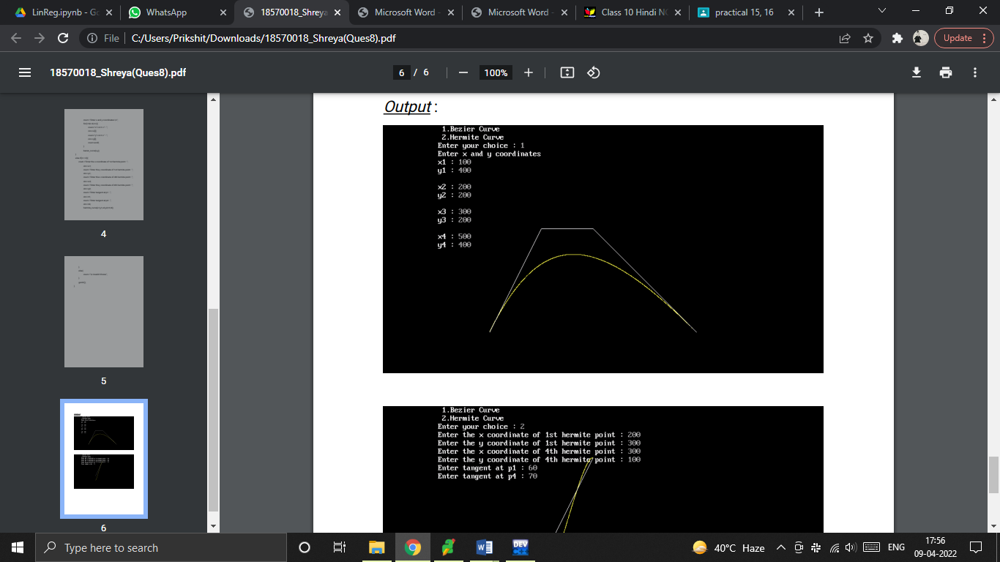 LinReg.ipynb - Go
WhatsApp
18570018_Shreya
Microsoft Word -
Microsoft Word -
Class 10 Hindi NC
practical 15, 16
File
C:/Users/Prikshit/Downloads/18570018_Shreya(Ques8).pdf
Update
18570018_Shreya(Ques8).pdf
6 / 6
100%
4
5
6
Output :
1.Bezier Curve
2.Hermite Curve
Enter your choice : 1
Enter x and y coordinates
x1 : 100
y1 : 400
x2 : 200
y2 : 200
x3 : 300
y3 : 200
x4 : 500
y4 : 400
1.Bezier Curve
2.Hermite Curve
Enter your choice : 2
Enter the x coordinate of 1st hermite point : 200
Enter the y coordinate of 1st hermite point : 300
Enter the x coordinate of 4th hermite point : 300
Enter the y coordinate of 4th hermite point : 100
Enter tangent at p1 : 60
Enter tangent at p4 : 70
Type here to search
DEV
40°C Haze
ENG
17:56
09-04-2022